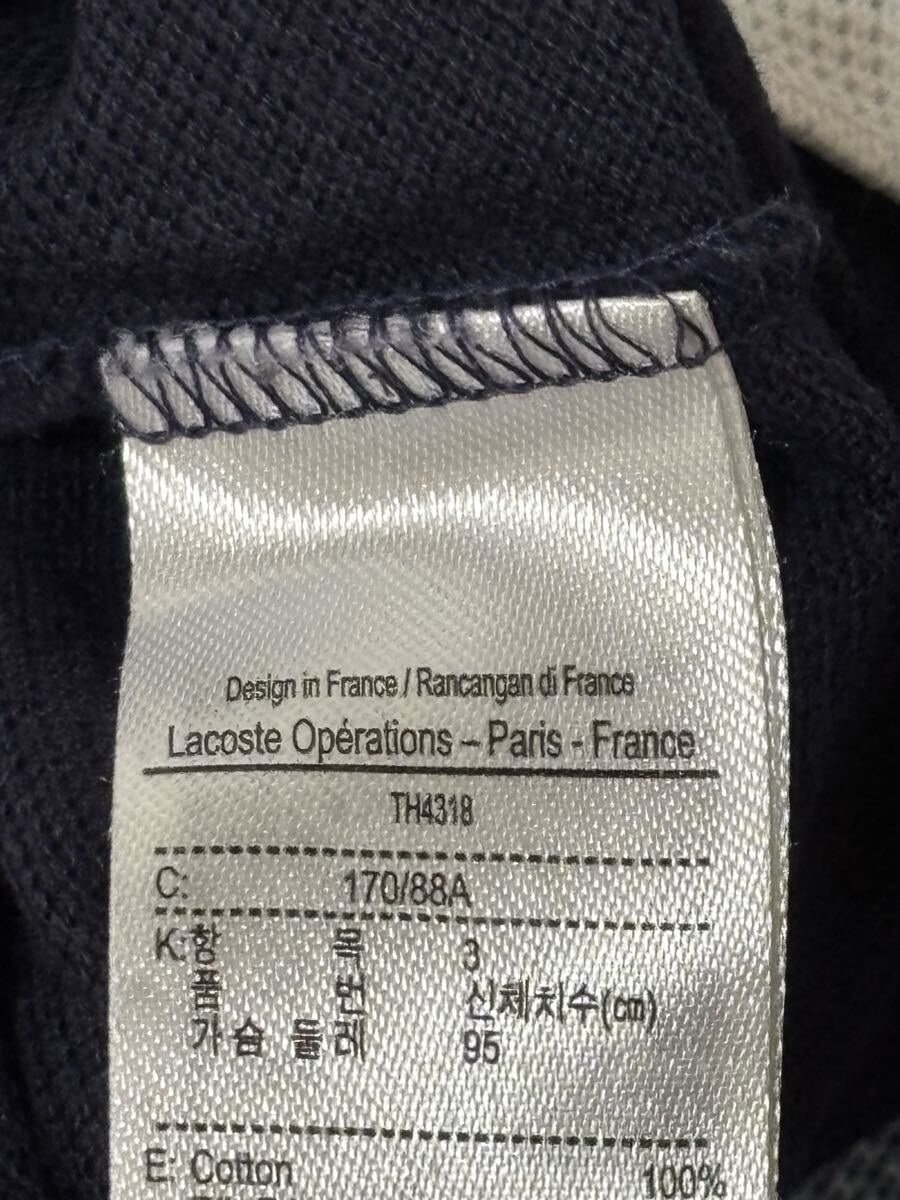 Design in France / Rancangan di France
Lacoste Opérations – Paris - France
TH4318
C: 170/88A
K: 항 목 3
품 또 신체치수(cm)
가 슴 둘 레 95
E: Cotton 100%